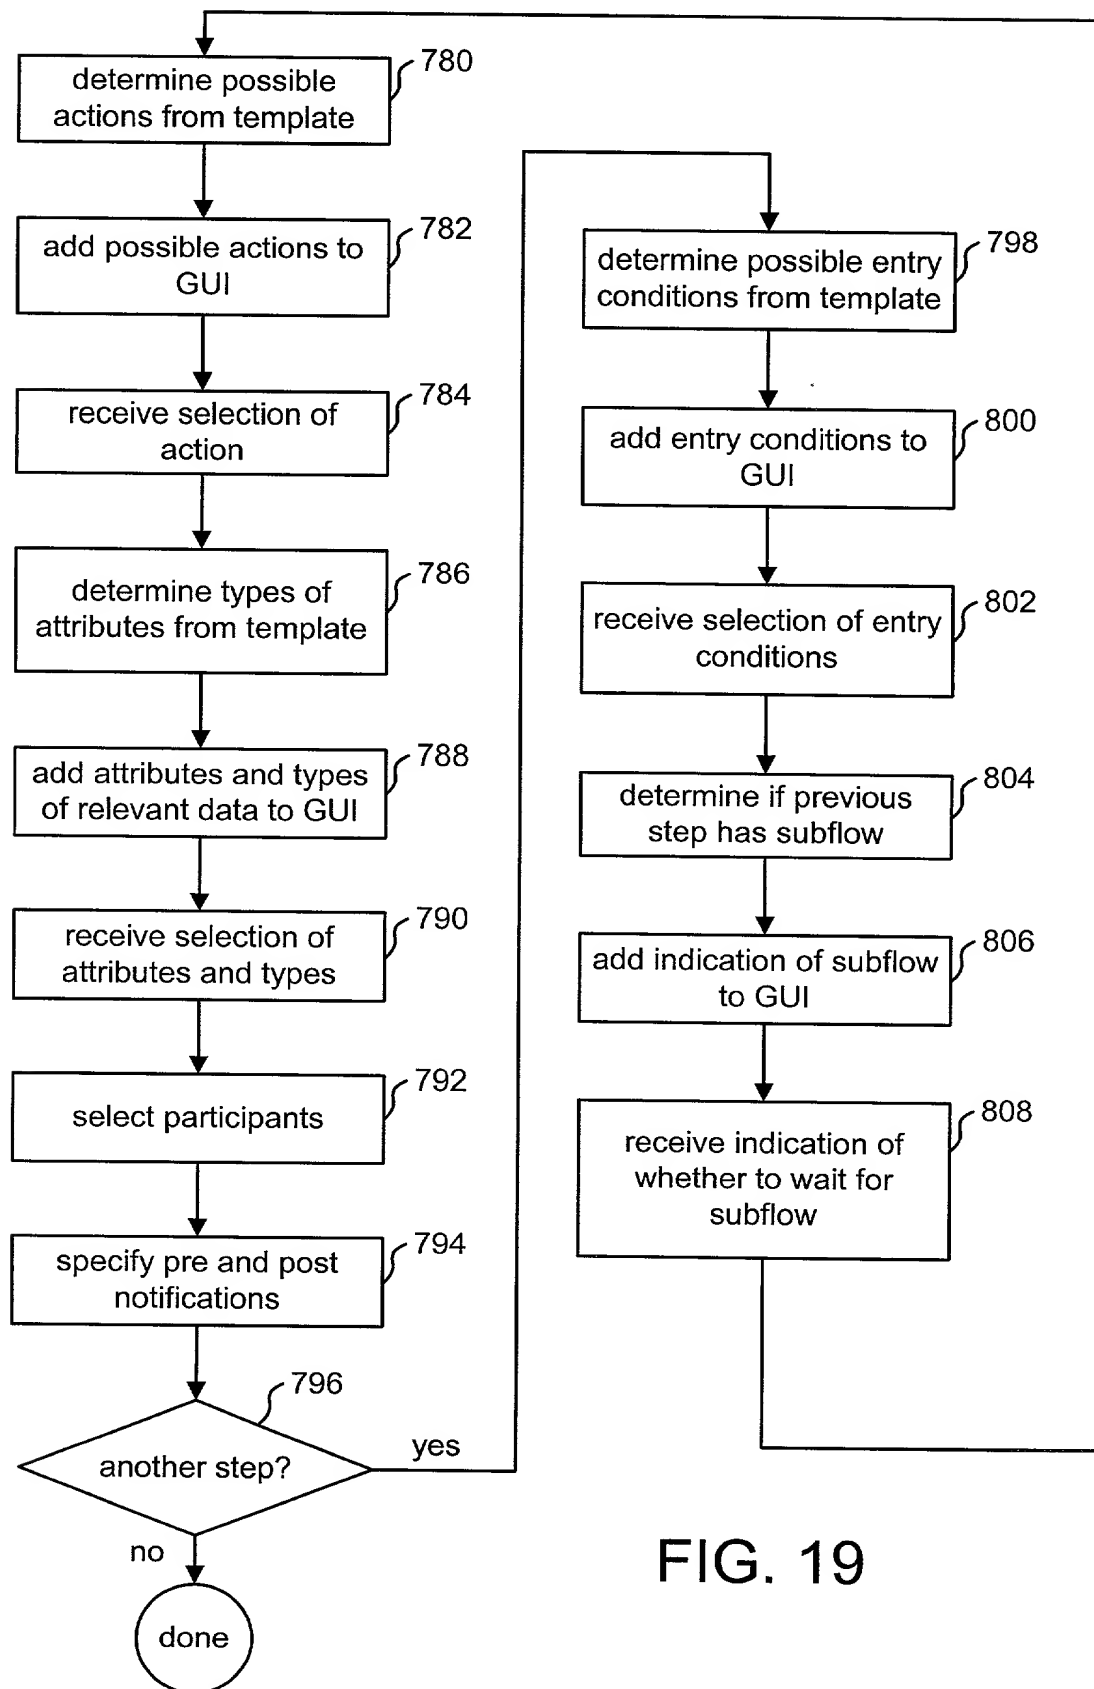 determine possible
actions from template
780
add possible actions to
GUI
782
receive selection of
action
784
determine types of
attributes from template
786
add attributes and types
of relevant data to GUI
788
receive selection of
attributes and types
790
select participants
792
specify pre and post
notifications
794
another step?
796
yes
no
done
determine possible entry
conditions from template
798
add entry conditions to
GUI
800
receive selection of entry
conditions
802
determine if previous
step has subflow
804
add indication of subflow
to GUI
806
receive indication of
whether to wait for
subflow
808
FIG. 19